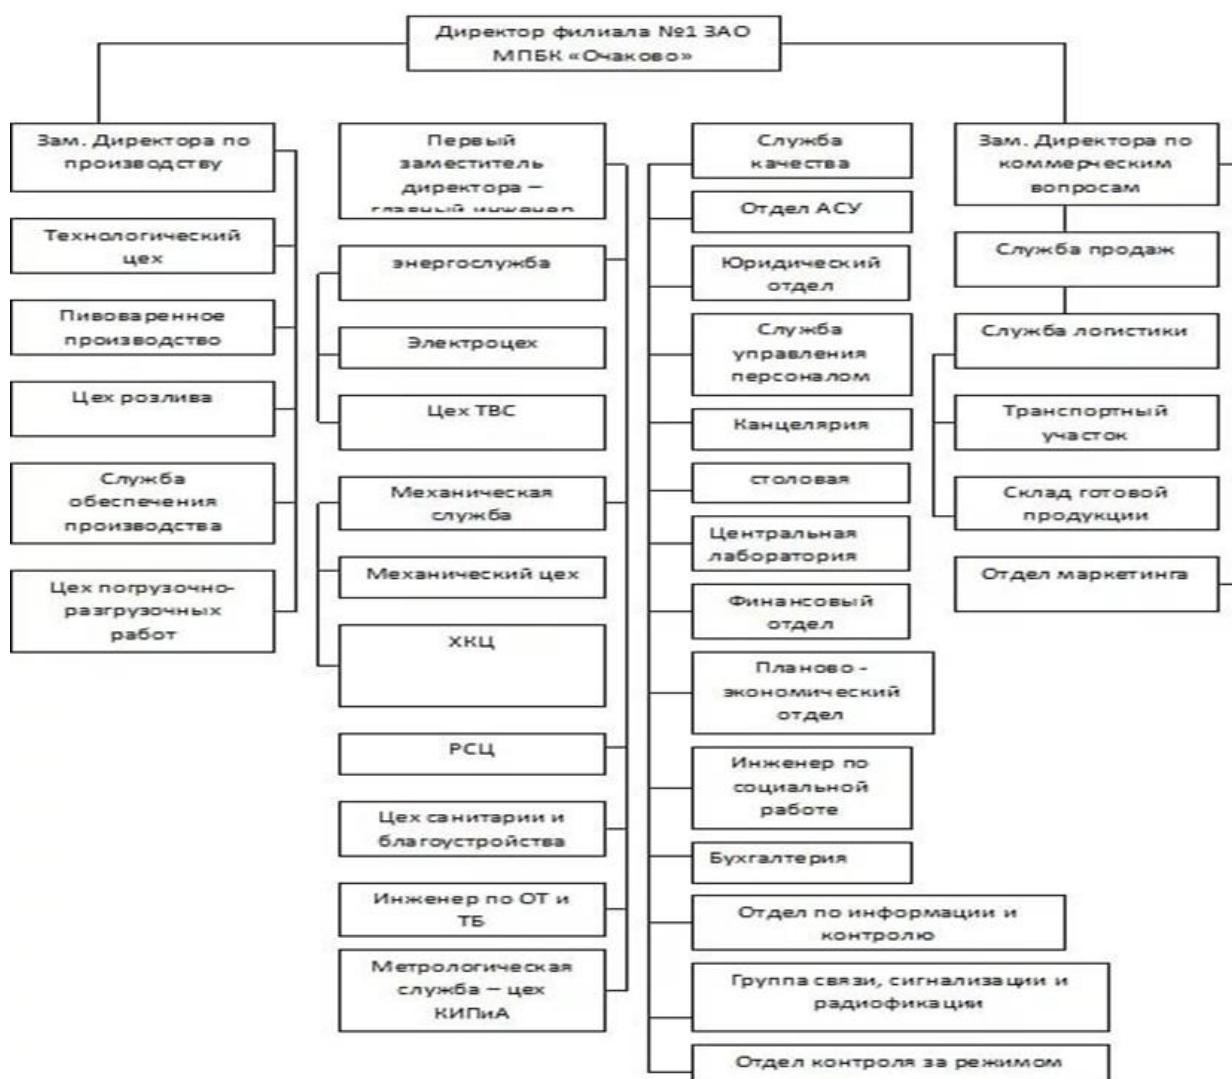 Директор филиала №1 ЗАО
МПБК «Очаково»
Зам. Директора по
производству
Технологический
цех
Пивоваренное
производство
Цех розлива
Служба
обеспечения
производства
Цех погрузочно-
разгрузочных
работ
Первый
заместитель
директора –
главный инженер
энергослужба
Электроцех
Цех ТВС
Механическая
служба
Механический цех
ХКЦ
РСЦ
Цех санитарии и
благоустройства
Инженер по ОТ и
ТБ
Метрологическая
служба – цех
КИПиА
Служба
качества
Отдел АСУ
Юридический
отдел
Служба
управления
персоналом
Канцелярия
столовая
Центральная
лаборатория
Финансовый
отдел
Планово -
экономический
отдел
Инженер по
социальной
работе
Бухгалтерия
Отдел по информации и
контролю
Группа связи, сигнализации и
радиофикации
Отдел контроля за режимом
Зам. Директора по
коммерческим
вопросам
Служба продаж
Служба логистики
Транспортный
участок
Склад готовой
продукции
Отдел маркетинга